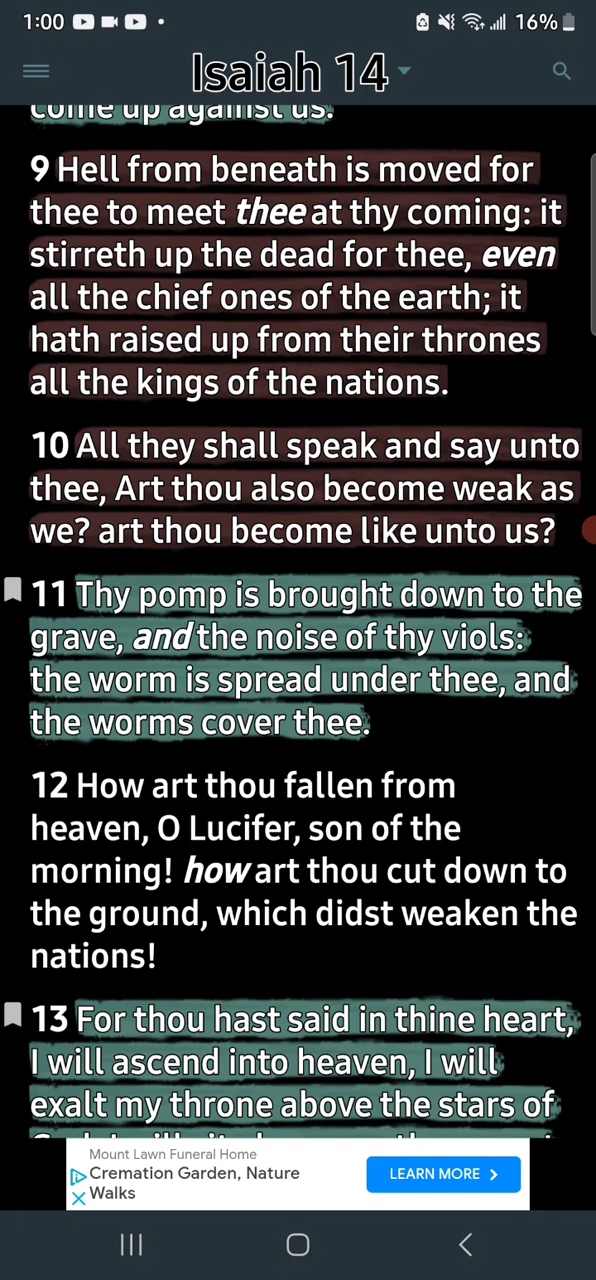 1:00
16%
Isaiah 14
come up against us.
9 Hell from beneath is moved for
thee to meet thee at thy coming: it
stirreth up the dead for thee, even
all the chief ones of the earth; it
hath raised up from their thrones
all the kings of the nations.
10 All they shall speak and say unto
thee, Art thou also become weak as
we? art thou become like unto us?
11 Thy pomp is brought down to the
grave, and the noise of thy viols:
the worm is spread under thee, and
the worms cover thee.
12 How art thou fallen from
heaven, O Lucifer, son of the
morning! how art thou cut down to
the ground, which didst weaken the
nations!
13 For thou hast said in thine heart,
I will ascend into heaven, I will
exalt my throne above the stars of
Mount Lawn Funeral Home
Cremation Garden, Nature
Walks
LEARN MORE